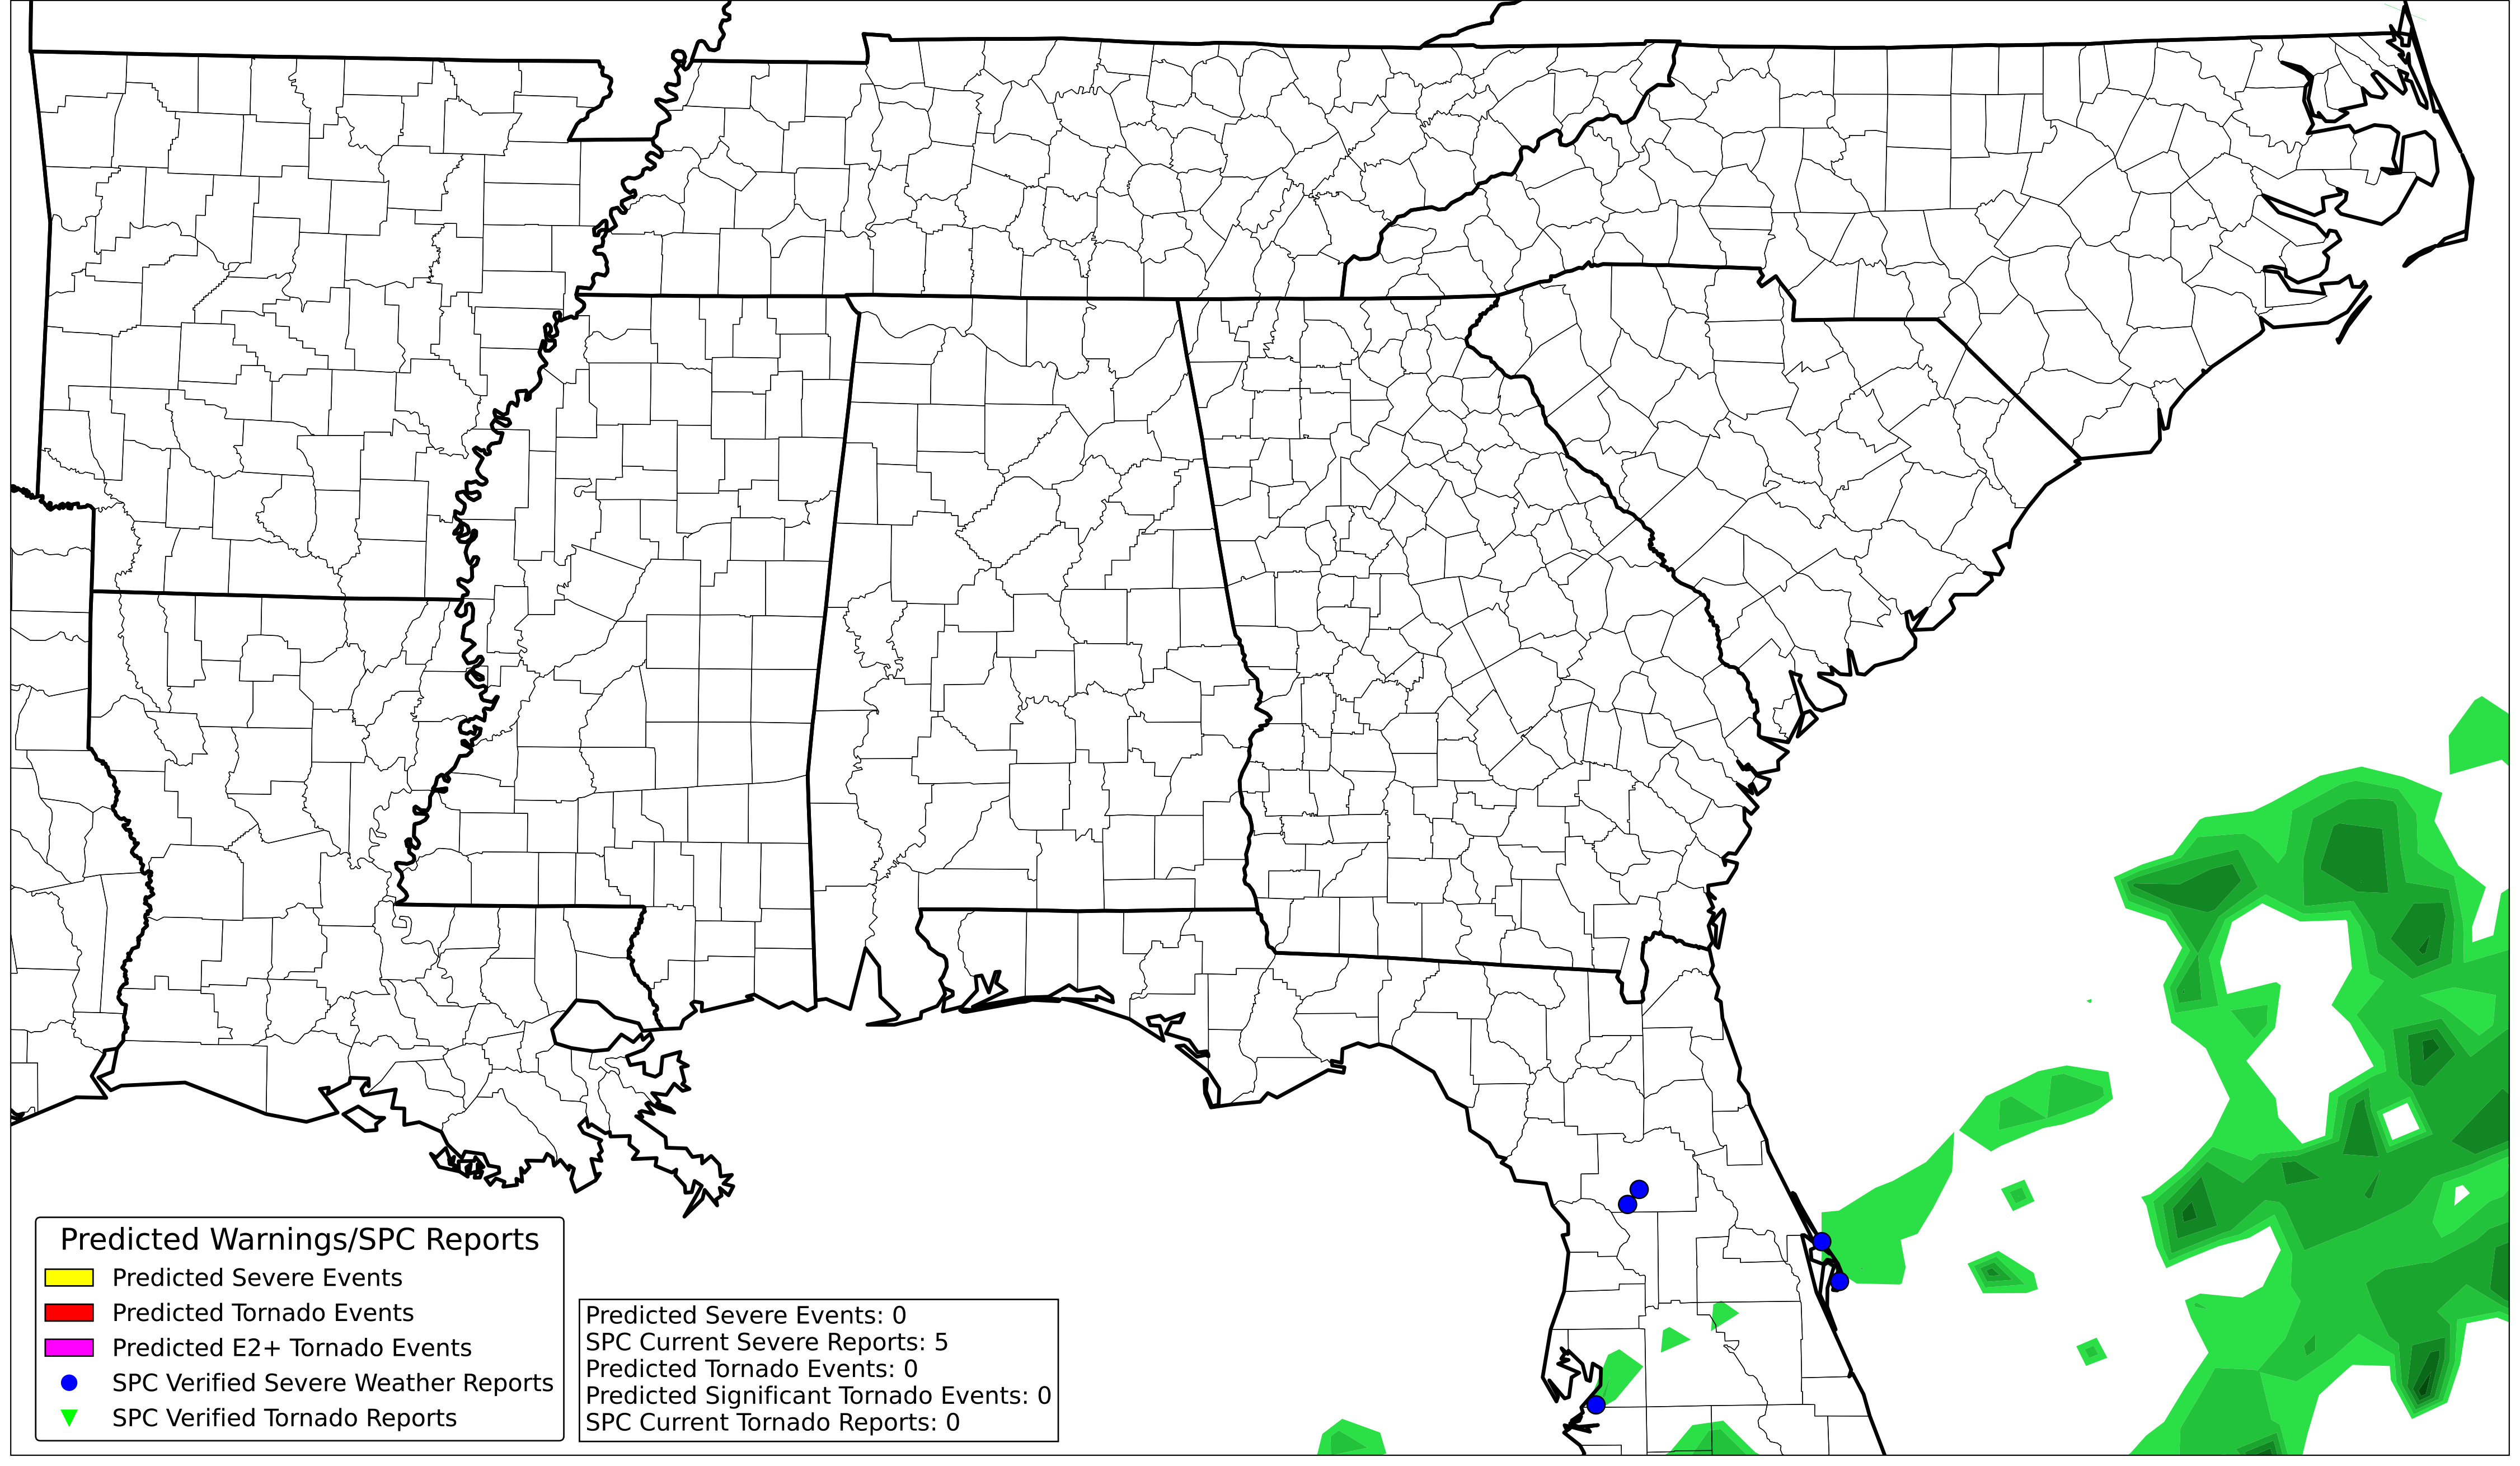 Predicted Warnings/SPC Reports
Predicted Severe Events
Predicted Tornado Events
Predicted E2+ Tornado Events
SPC Verified Severe Weather Reports
SPC Verified Tornado Reports
Predicted Severe Events: 0
SPC Current Severe Reports: 5
Predicted Tornado Events: 0
Predicted Significant Tornado Events: 0
SPC Current Tornado Reports: 0